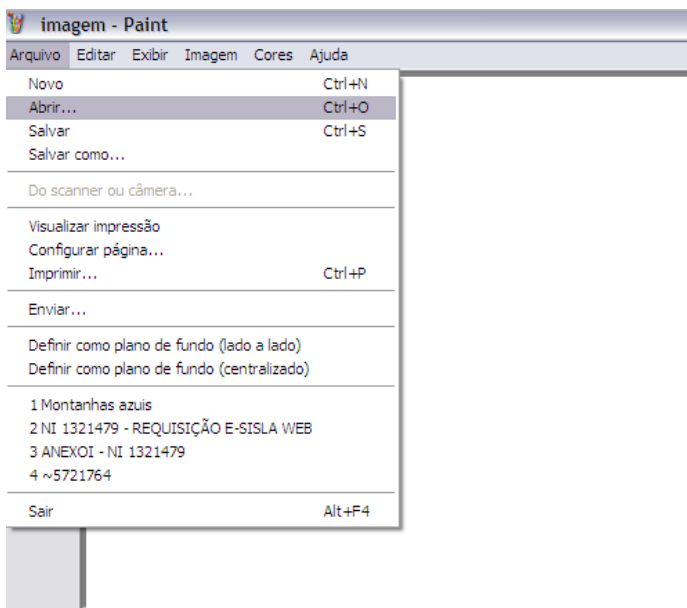 imagem - Paint
Arquivo Editar Exibir Imagem Cores Ajuda
Novo Ctrl+N
Abrir... Ctrl+O
Salvar Ctrl+S
Salvar como...
Do scanner ou câmera...
Visualizar impressão
Configurar página...
Imprimir... Ctrl+P
Enviar...
Definir como plano de fundo (lado a lado)
Definir como plano de fundo (centralizado)
1 Montanhas azuis
2 NI 1321479 - REQUISIÇÃO E-SISLA WEB
3 ANEXOI - NI 1321479
4 ~5721764
Sair Alt+F4